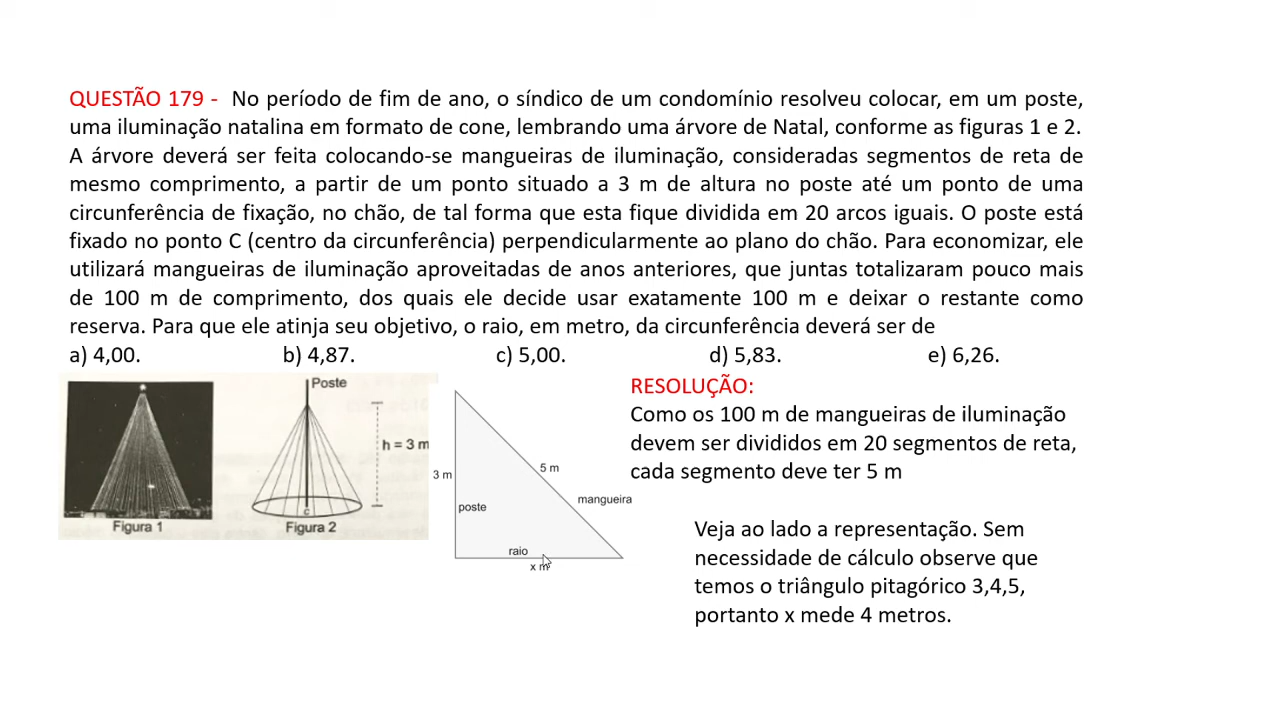 QUESTÃO 179 - No período de fim de ano, o síndico de um condomínio resolveu colocar, em um poste,
uma iluminação natalina em formato de cone, lembrando uma árvore de Natal, conforme as figuras 1 e 2.
A árvore deverá ser feita colocando-se mangueiras de iluminação, consideradas segmentos de reta de
mesmo comprimento, a partir de um ponto situado a 3 m de altura no poste até um ponto de uma
circunferência de fixação, no chão, de tal forma que esta fique dividida em 20 arcos iguais. O poste está
fixado no ponto C (centro da circunferência) perpendicularmente ao plano do chão. Para economizar, ele
utilizará mangueiras de iluminação aproveitadas de anos anteriores, que juntas totalizaram pouco mais
de 100 m de comprimento, dos quais ele decide usar exatamente 100 m e deixar o restante como
reserva. Para que ele atinja seu objetivo, o raio, em metro, da circunferência deverá ser de
a) 4,00. b) 4,87. c) 5,00. d) 5,83. e) 6,26.
Poste
h = 3 m
C
Figura 1
Figura 2
3 m
5 m
mangueira
poste
raio
x m
RESOLUÇÃO:
Como os 100 m de mangueiras de iluminação
devem ser divididos em 20 segmentos de reta,
cada segmento deve ter 5 m
Veja ao lado a representação. Sem
necessidade de cálculo observe que
temos o triângulo pitagórico 3,4,5,
portanto x mede 4 metros.